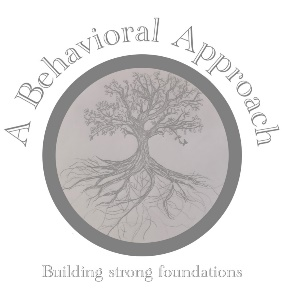 A Behavioral Approach
Building strong foundations